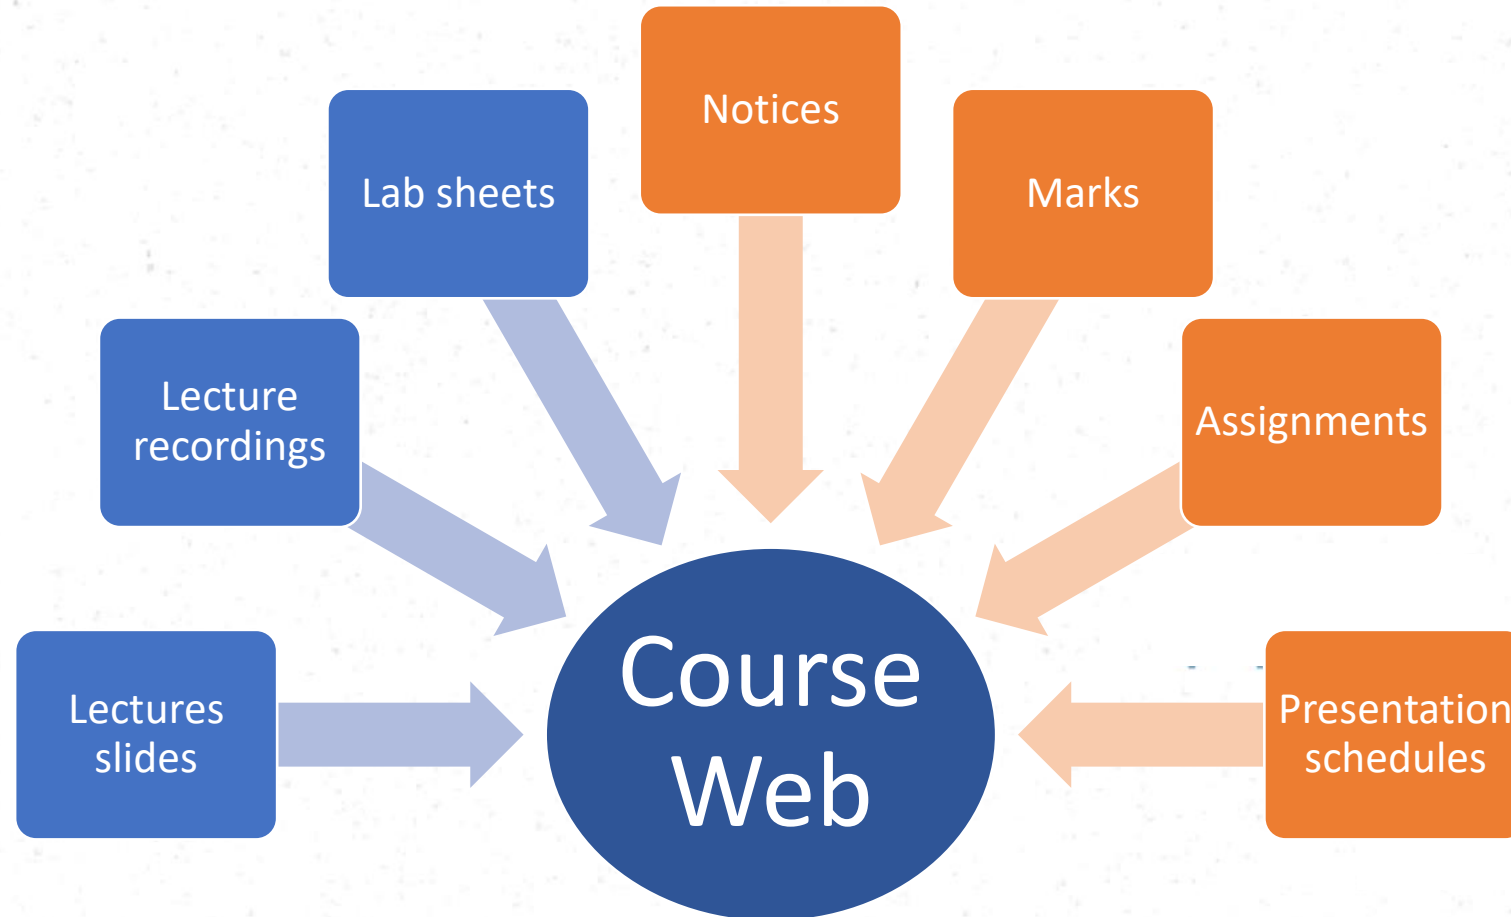 Notices
Lab sheets
Marks
Lecture
recordings
Assignments
Lectures
slides
Course
Web
Presentation
schedules